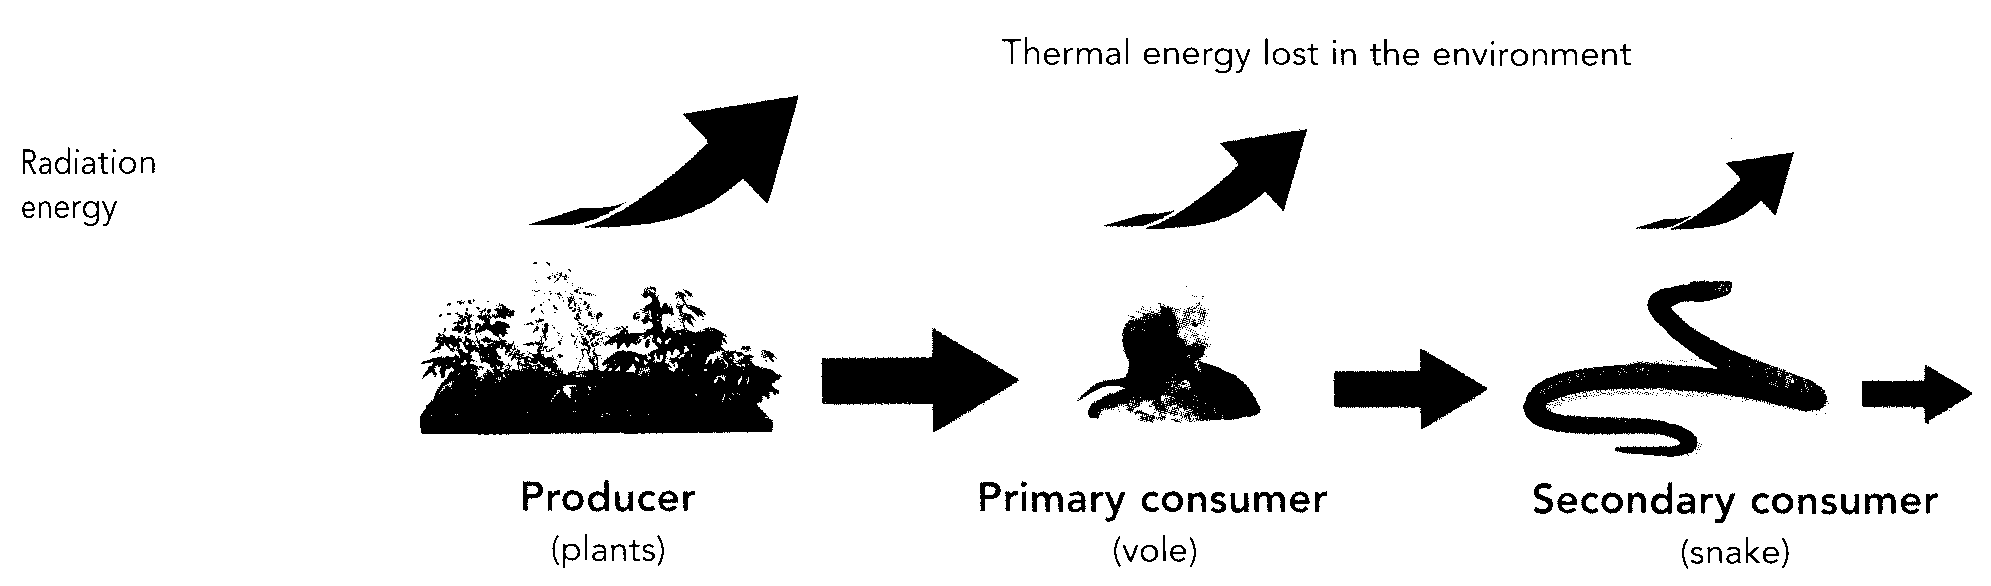 Thermal energy lost in the environment
Radiation
energy
Producer
(plants)
Primary consumer
(vole)
Secondary consumer
(snake)